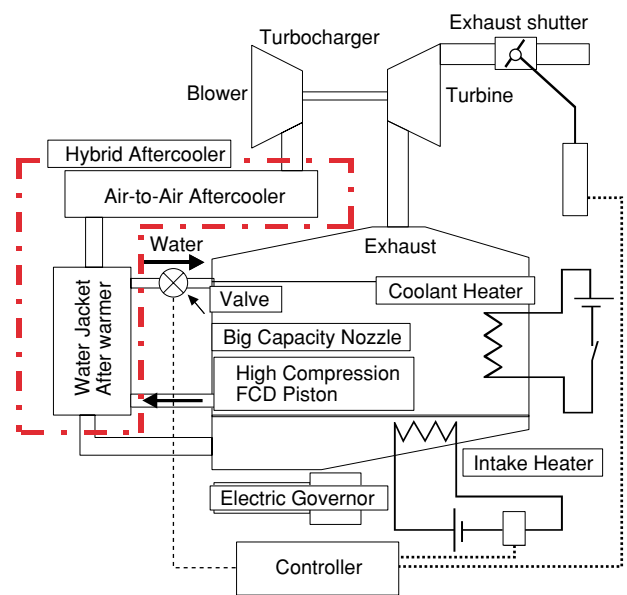 Exhaust shutter
Turbocharger
Blower
Turbine
Hybrid Aftercooler
Air-to-Air Aftercooler
Water
Exhaust
Valve
Coolant Heater
Water Jacket
After warmer
Big Capacity Nozzle
High Compression
FCD Piston
Intake Heater
Electric Governor
Controller